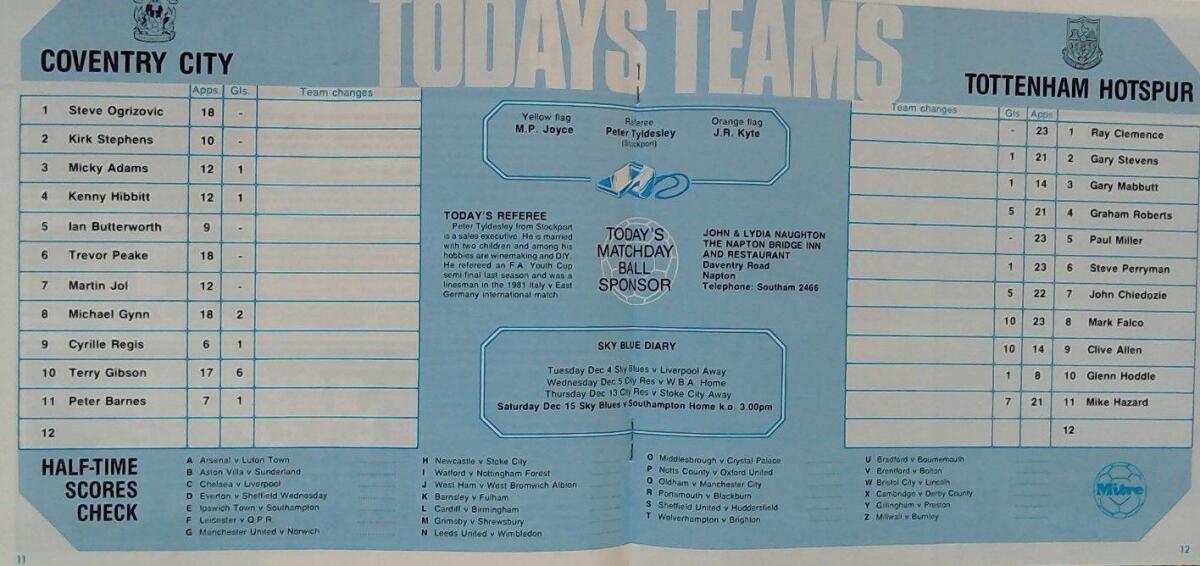 TODAYS TEAMS
COVENTRY CITY
Apps. Gls. Team changes
1 Steve Ogrizovic 18 -
2 Kirk Stephens 10 -
3 Micky Adams 12 1
4 Kenny Hibbitt 12 1
5 Ian Butterworth 9 -
6 Trevor Peake 18 -
7 Martin Jol 12 -
8 Michael Gynn 18 2
9 Cyrille Regis 6 1
10 Terry Gibson 17 6
11 Peter Barnes 7 1
12
Yellow flag
M.P. Joyce
Referee
Peter Tyldesley
(Stockport)
Orange flag
J.R. Kyte
TODAY'S REFEREE
Peter Tyldesley from Stockport
is a sales executive. He is married
with two children and among his
hobbies are winemaking and DIY.
He refereed an F.A. Youth Cup
semi-final last season and was a
linesman in the 1981 Italy v East
Germany international match.
TODAY'S
MATCHDAY
BALL
SPONSOR
JOHN & LYDIA NAUGHTON
THE NAPTON BRIDGE INN
AND RESTAURANT
Daventry Road
Napton
Telephone: Southam 2466
SKY BLUE DIARY
Tuesday Dec 4 Sky Blues v Liverpool Away
Wednesday Dec 5 City Res v W.B.A. Home
Thursday Dec 13 City Res v Stoke City Away
Saturday Dec 15 Sky Blues v Southampton Home k.o. 3.00pm
TOTTENHAM HOTSPUR
Team changes Gls Apps
- 23 1 Ray Clemence
1 21 2 Gary Stevens
1 14 3 Gary Mabbutt
5 21 4 Graham Roberts
- 23 5 Paul Miller
1 23 6 Steve Perryman
5 22 7 John Chiedozie
10 23 8 Mark Falco
10 14 9 Clive Allen
1 8 10 Glenn Hoddle
7 21 11 Mike Hazard
12
HALF-TIME
SCORES
CHECK
A Arsenal v Luton Town
B Aston Villa v Sunderland
C Chelsea v Liverpool
D Everton v Sheffield Wednesday
E Ipswich Town v Southampton
F Leicester v Q.P.R.
G Manchester United v Norwich
H Newcastle v Stoke City
I Watford v Nottingham Forest
J West Ham v West Bromwich Albion
K Barnsley v Fulham
L Cardiff v Birmingham
M Grimsby v Shrewsbury
N Leeds United v Wimbledon
O Middlesbrough v Crystal Palace
P Notts County v Oxford United
Q Oldham v Manchester City
R Portsmouth v Blackburn
S Sheffield United v Huddersfield
T Wolverhampton v Brighton
U Bradford v Bournemouth
V Brentford v Bolton
W Bristol City v Lincoln
X Cambridge v Derby County
Y Gillingham v Preston
Z Millwall v Burnley
Mitre
11
12